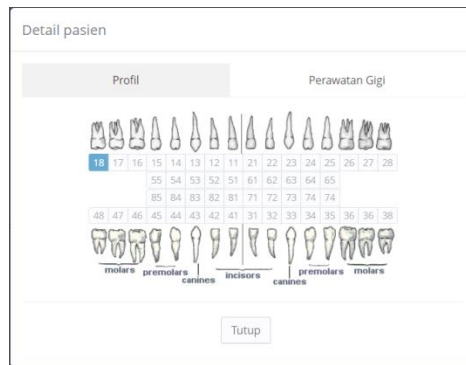 Detail pasien
Profil Perawatan Gigi
18 17 16 15 14 13 12 11 21 22 23 24 25 26 27 28
55 54 53 52 51 61 62 63 64 65
85 84 83 82 81 71 72 73 74 74
48 47 46 45 44 43 42 41 31 32 33 34 35 36 36 38
molars premolars canines incisors canines premolars molars
Tutup